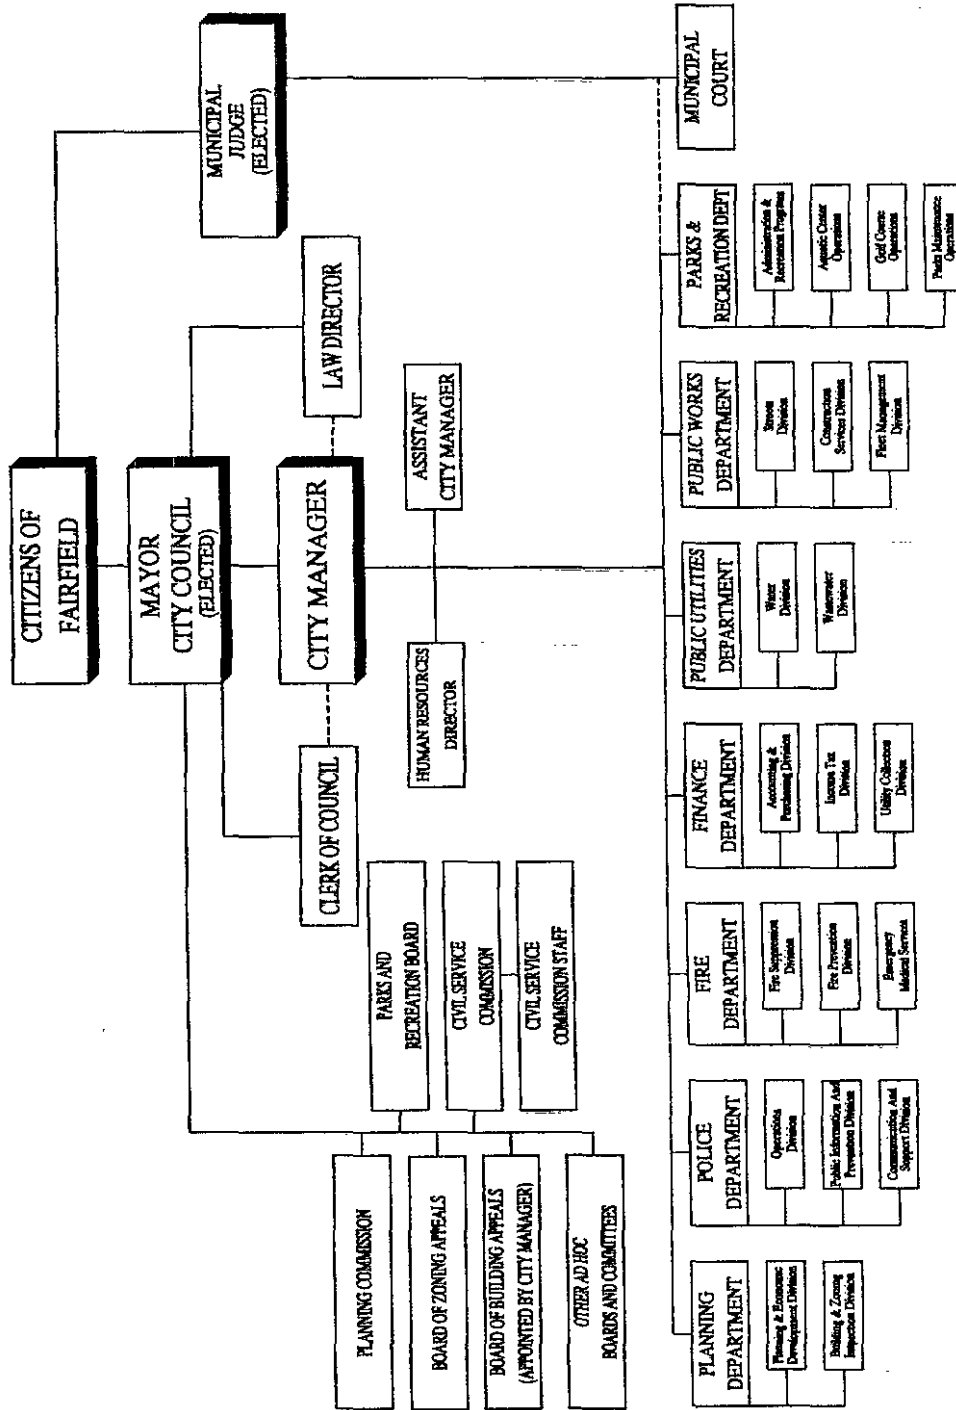 CITIZENS OF
FAIRFIELD
MUNICIPAL
JUDGE
(ELECTED)
MAYOR
CITY COUNCIL
(ELECTED)
LAW DIRECTOR
CITY MANAGER
CLERK OF COUNCIL
ASSISTANT
CITY MANAGER
HUMAN RESOURCES
DIRECTOR
PARKS AND
RECREATION BOARD
CIVIL SERVICE
COMMISSION
CIVIL SERVICE
COMMISSION STAFF
PLANNING COMMISSION
BOARD OF ZONING APPEALS
BOARD OF BUILDING APPEALS
(APPOINTED BY CITY MANAGER)
OTHER AD HOC
BOARDS AND COMMITTEES
PLANNING
DEPARTMENT
Planning & Economic
Development Division
Building & Zoning
Inspection Division
POLICE
DEPARTMENT
Operations
Division
Public Information And
Prevention Division
Communication And
Support Division
FIRE
DEPARTMENT
Fire Suppression
Division
Fire Prevention
Division
Emergency
Medical Services
FINANCE
DEPARTMENT
Accounting &
Purchasing Division
Income Tax
Division
Utility Collection
Division
PUBLIC UTILITIES
DEPARTMENT
Water
Division
Wastewater
Division
PUBLIC WORKS
DEPARTMENT
Street
Division
Construction
Services Division
Fleet Management
Division
PARKS &
RECREATION DEPT
Administration &
Recreation Programs
Aquatic Center
Operations
Golf Course
Operations
Parks Maintenance
Operations
MUNICIPAL
COURT